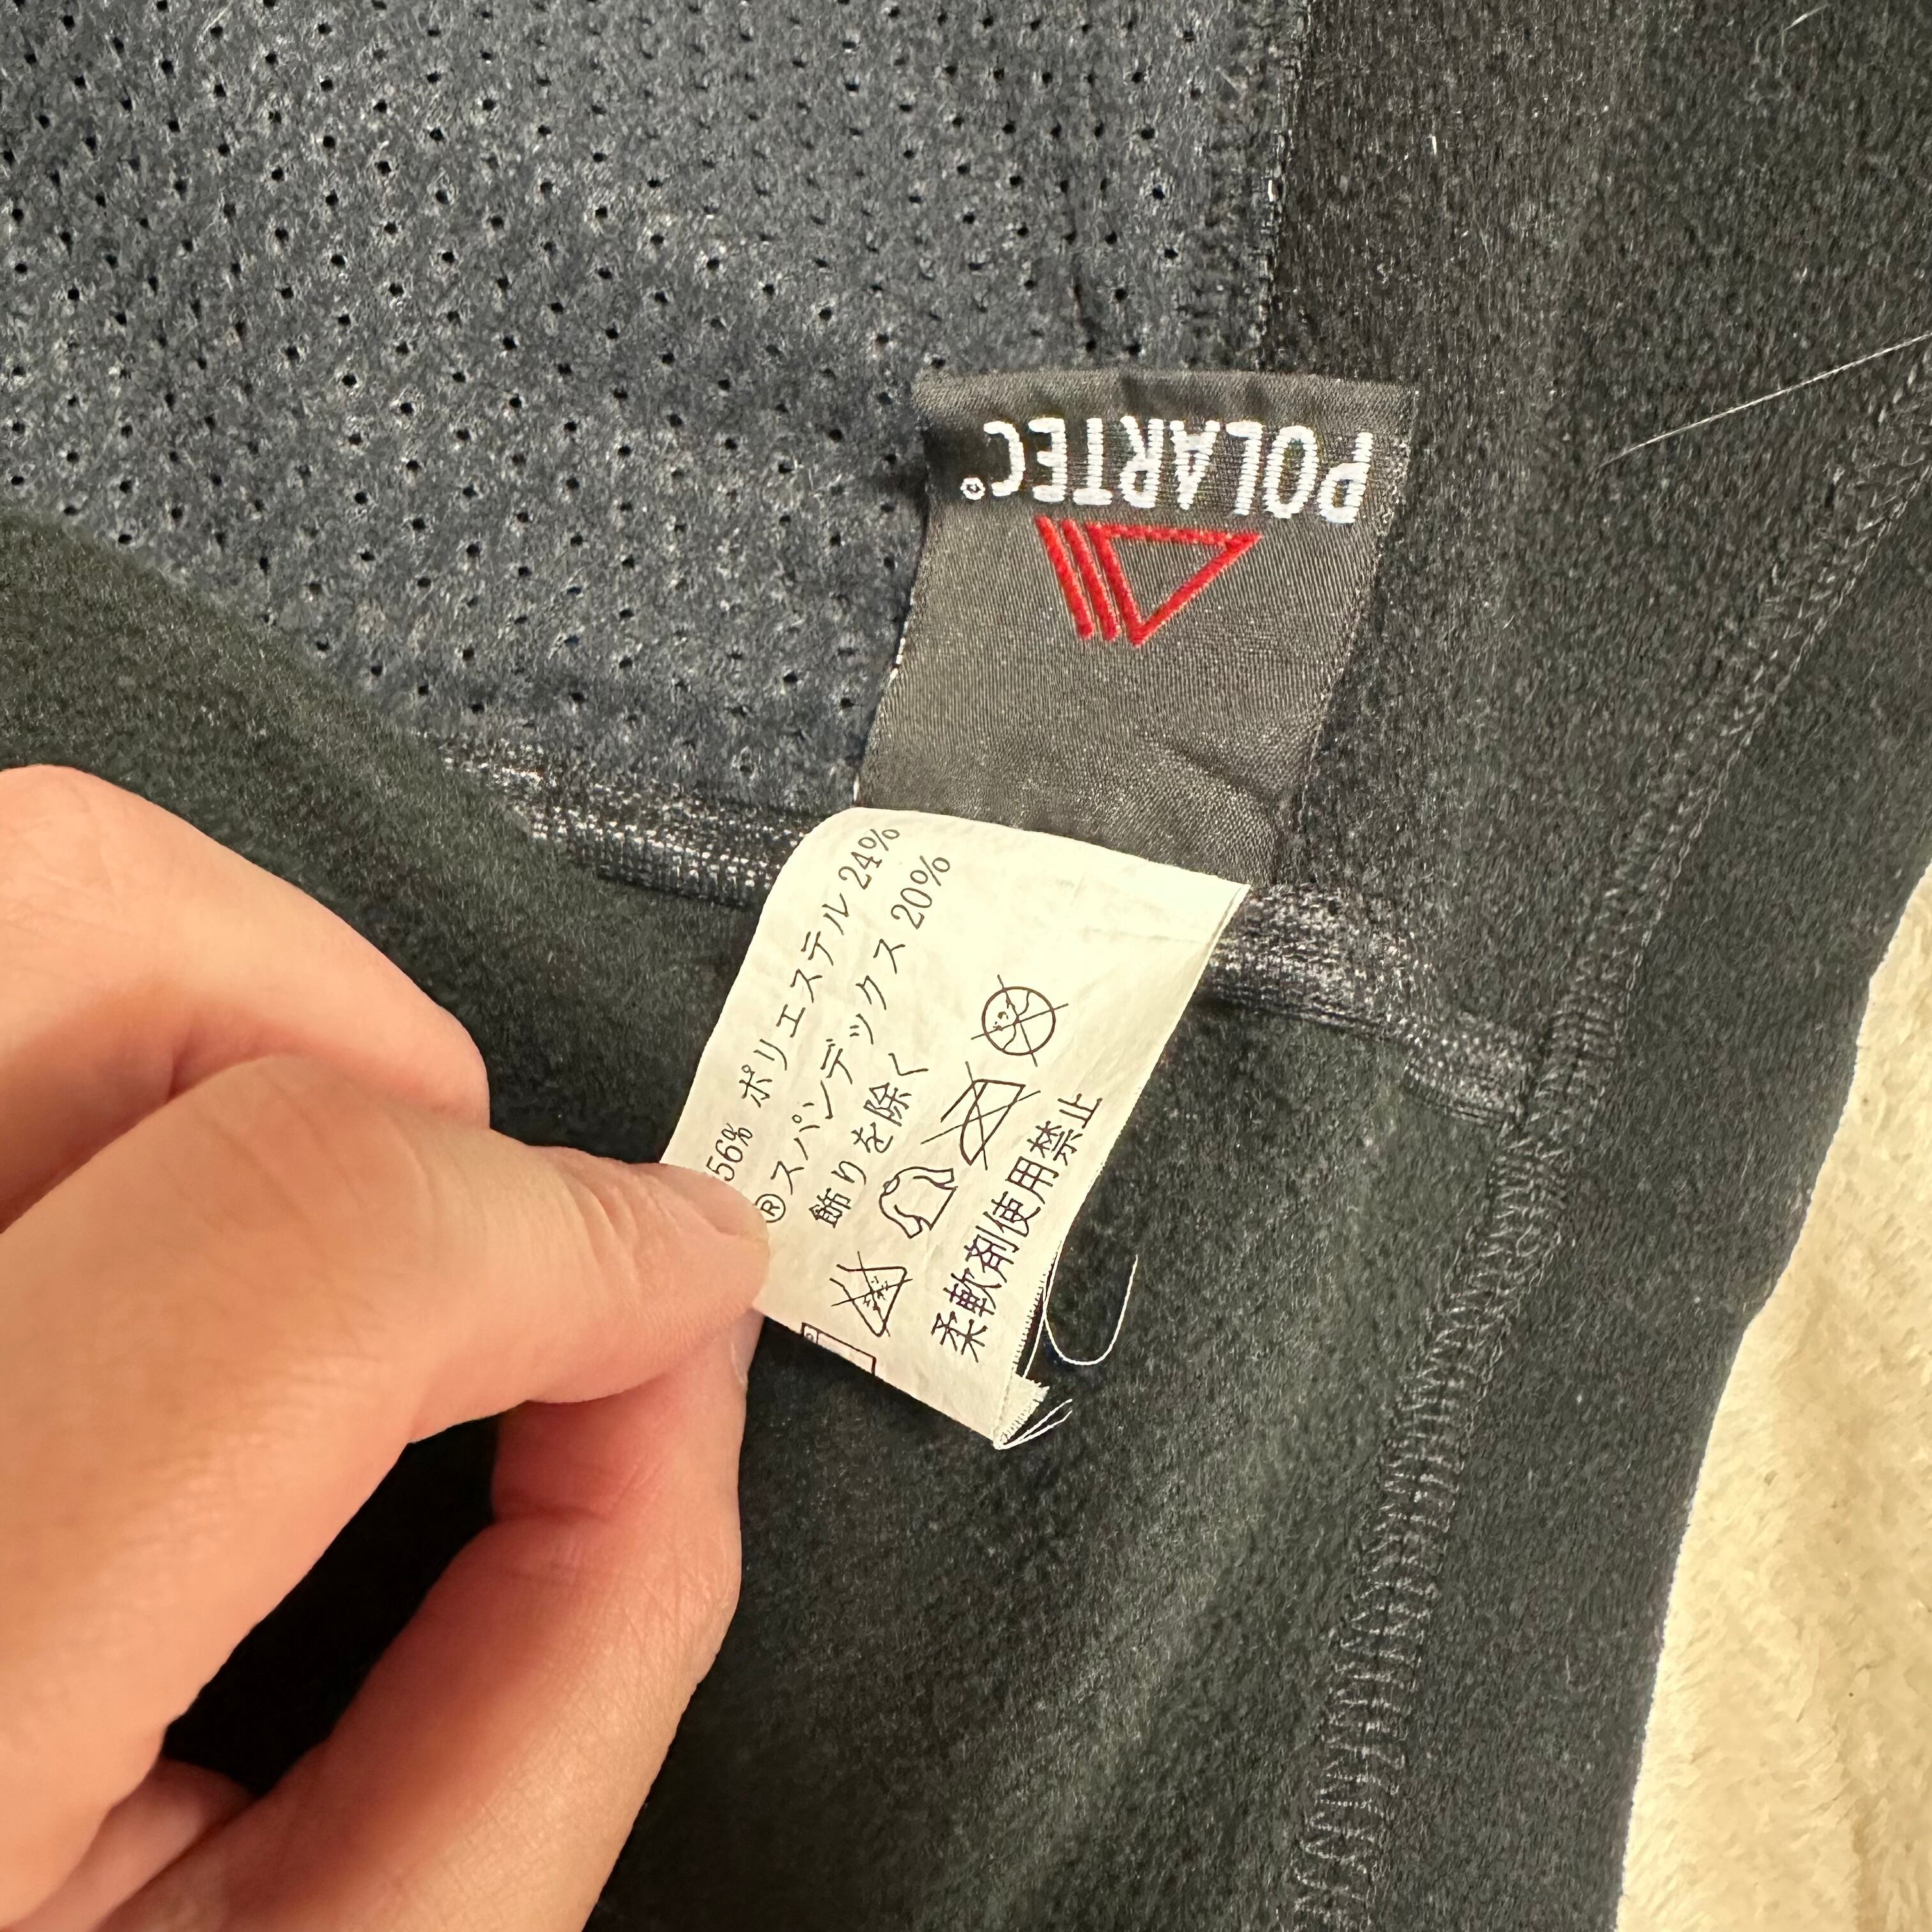 POLARTEC®
56% ポリエステル 24%
® スパンデックス 20%
飾りを除く
柔軟剤使用禁止